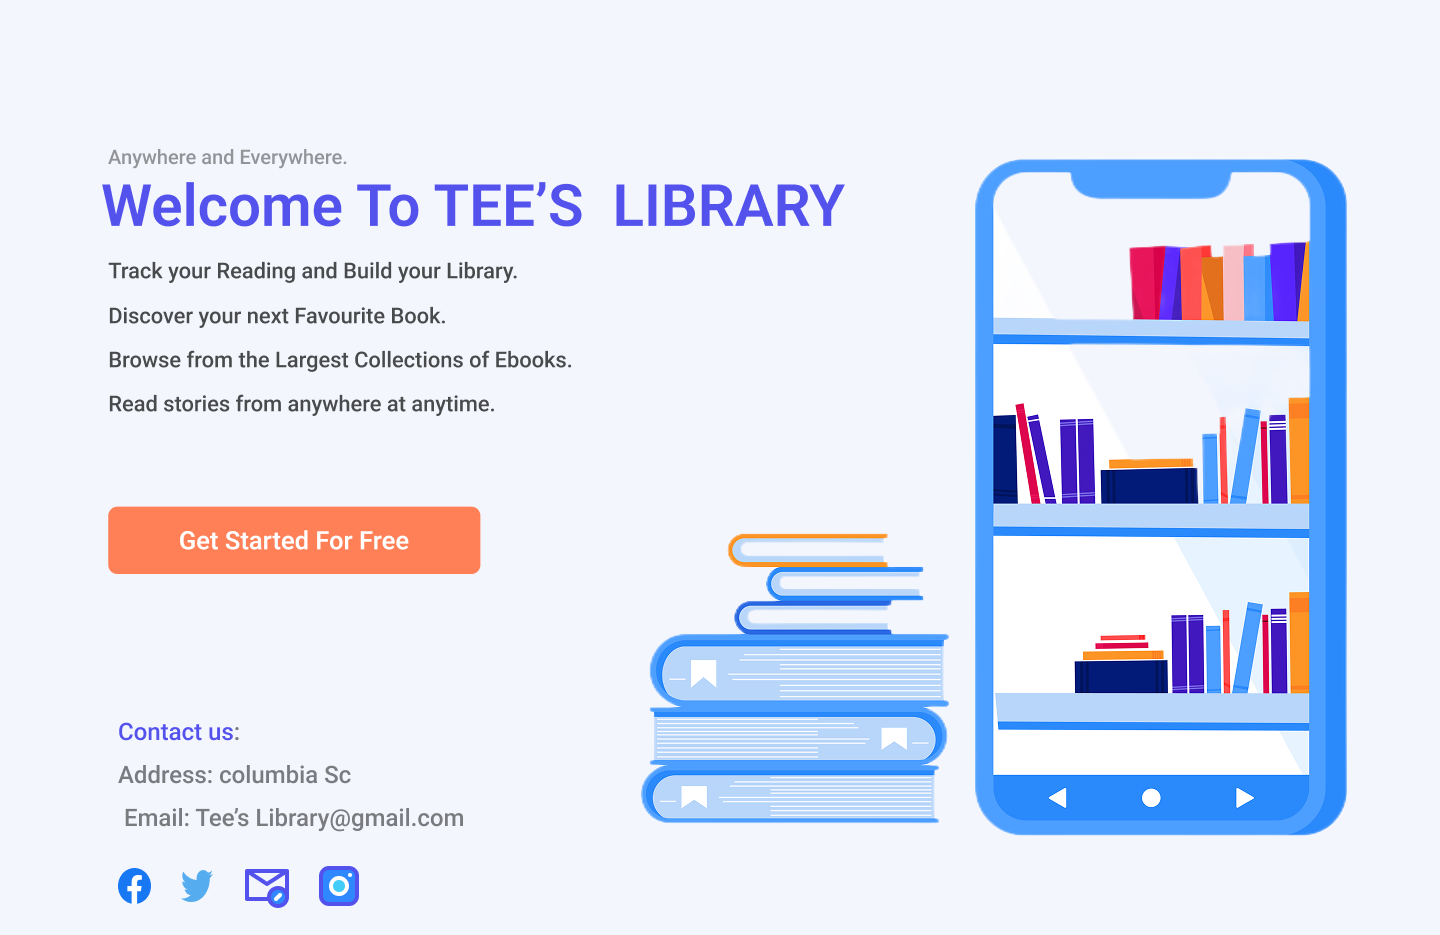 Anywhere and Everywhere.
Welcome To TEE’S  LIBRARY
Track your Reading and Build your Library.
Discover your next Favourite Book.
Browse from the Largest Collections of Ebooks.
Read stories from anywhere at anytime.
Get Started For Free
Contact us:
Address: columbia Sc
Email: Tee’s Library@gmail.com